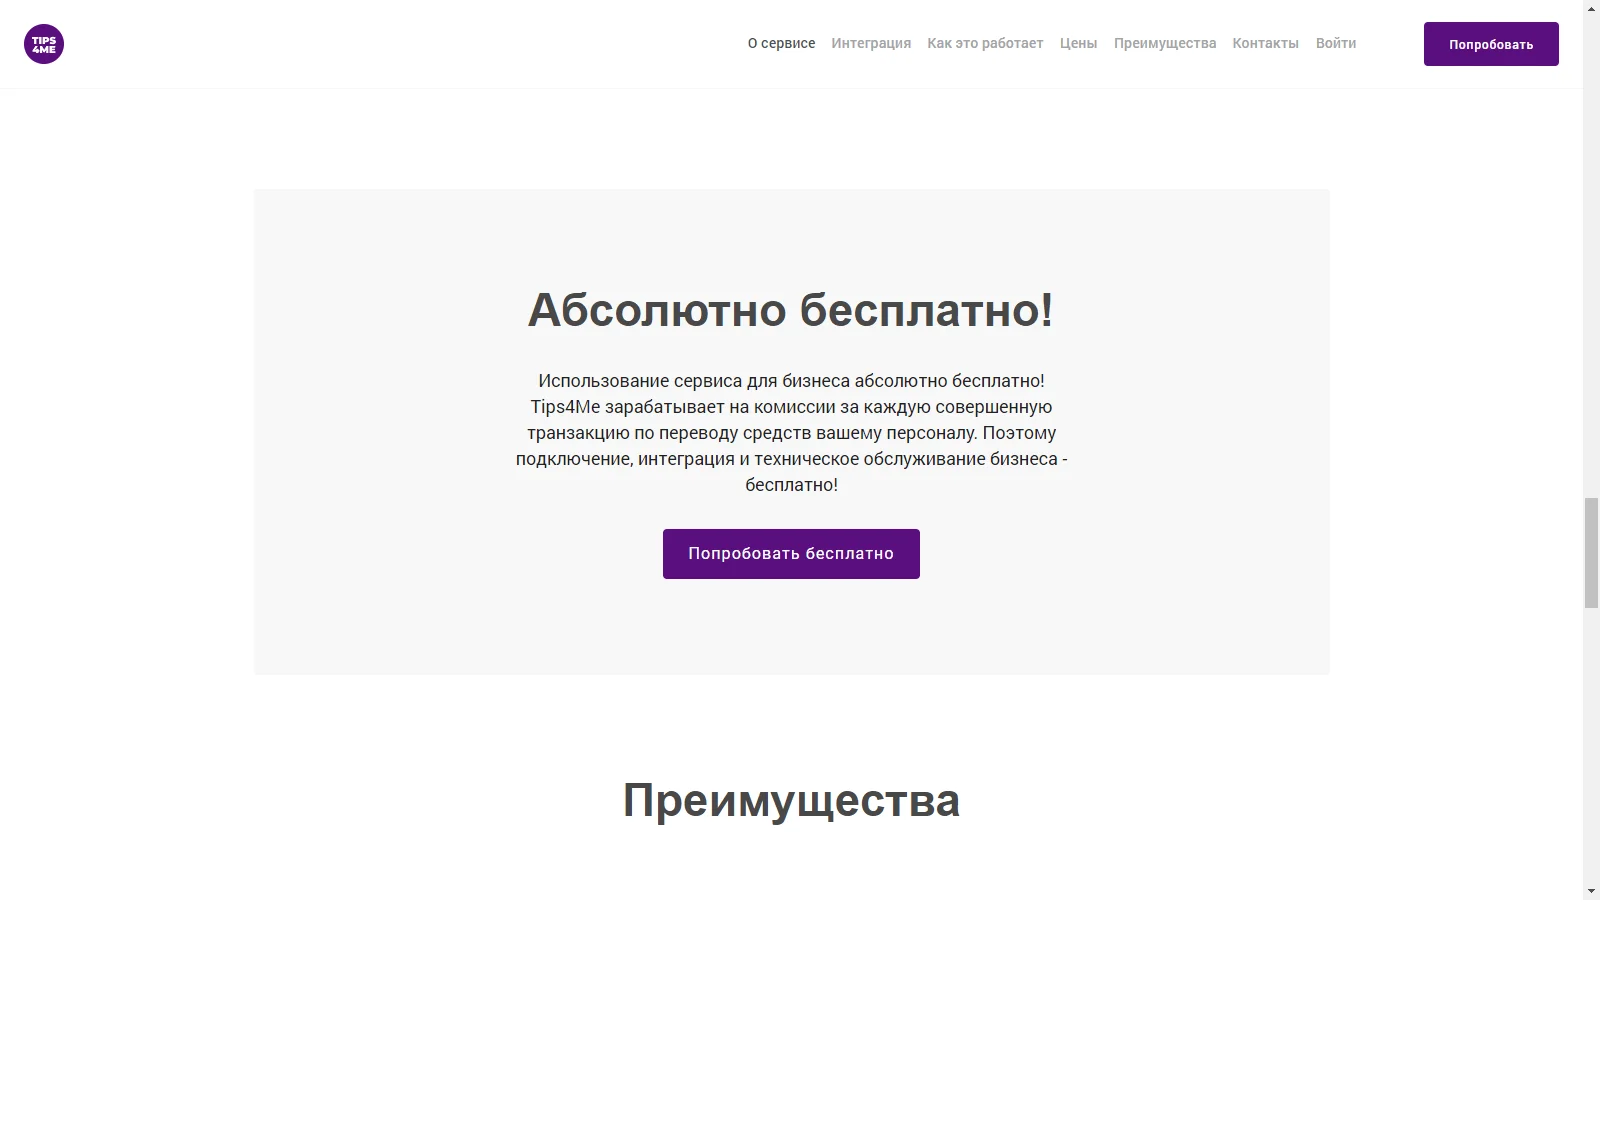 TIPS
4ME
О сервисе Интеграция Как это работает Цены Преимущества Контакты Войти Попробовать
Абсолютно бесплатно!
Использование сервиса для бизнеса абсолютно бесплатно!
Tips4Me зарабатывает на комиссии за каждую совершенную
транзакцию по переводу средств вашему персоналу. Поэтому
подключение, интеграция и техническое обслуживание бизнеса -
бесплатно!
Попробовать бесплатно
Преимущества